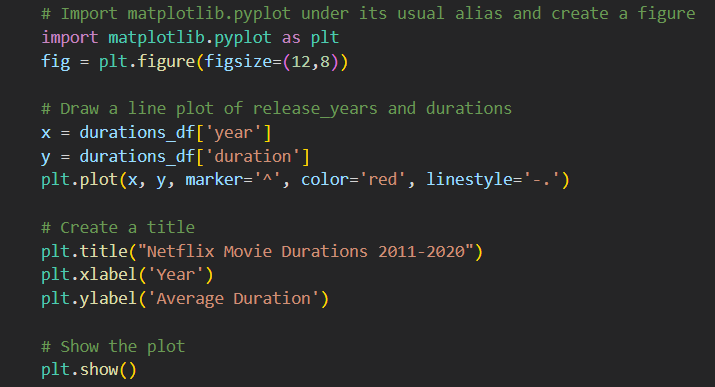 # Import matplotlib.pyplot under its usual alias and create a figure
import matplotlib.pyplot as plt
fig = plt.figure(figsize=(12,8))
# Draw a line plot of release_years and durations
x = durations_df['year']
y = durations_df['duration']
plt.plot(x, y, marker='^', color='red', linestyle='-.')
# Create a title
plt.title("Netflix Movie Durations 2011-2020")
plt.xlabel('Year')
plt.ylabel('Average Duration')
# Show the plot
plt.show()